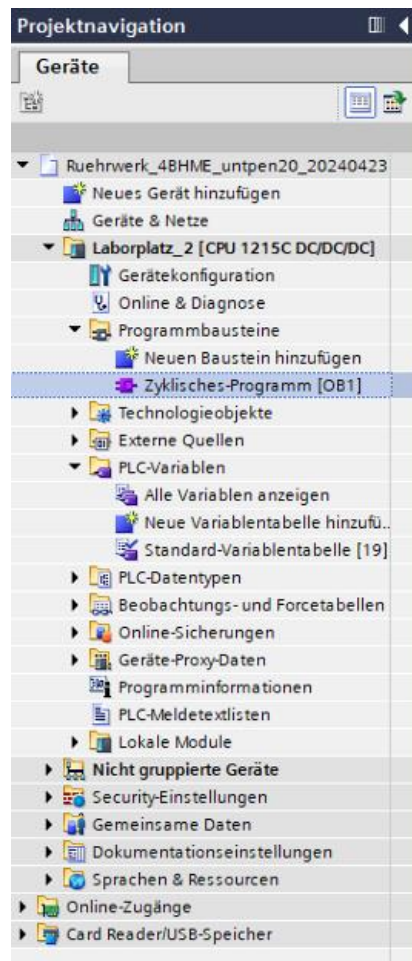 Projektnavigation
Geräte
Ruehrwerk_4BHME_untpen20_20240423
Neues Gerät hinzufügen
Geräte & Netze
Laborplatz_2 [CPU 1215C DC/DC/DC]
Gerätekonfiguration
Online & Diagnose
Programmbausteine
Neuen Baustein hinzufügen
Zyklisches-Programm [OB1]
Technologieobjekte
Externe Quellen
PLC-Variablen
Alle Variablen anzeigen
Neue Variablentabelle hinzufü..
Standard-Variablentabelle [19]
PLC-Datentypen
Beobachtungs- und Forcetabellen
Online-Sicherungen
Geräte-Proxy-Daten
Programminformationen
PLC-Meldetextlisten
Lokale Module
Nicht gruppierte Geräte
Security-Einstellungen
Gemeinsame Daten
Dokumentationseinstellungen
Sprachen & Ressourcen
Online-Zugänge
Card Reader/USB-Speicher